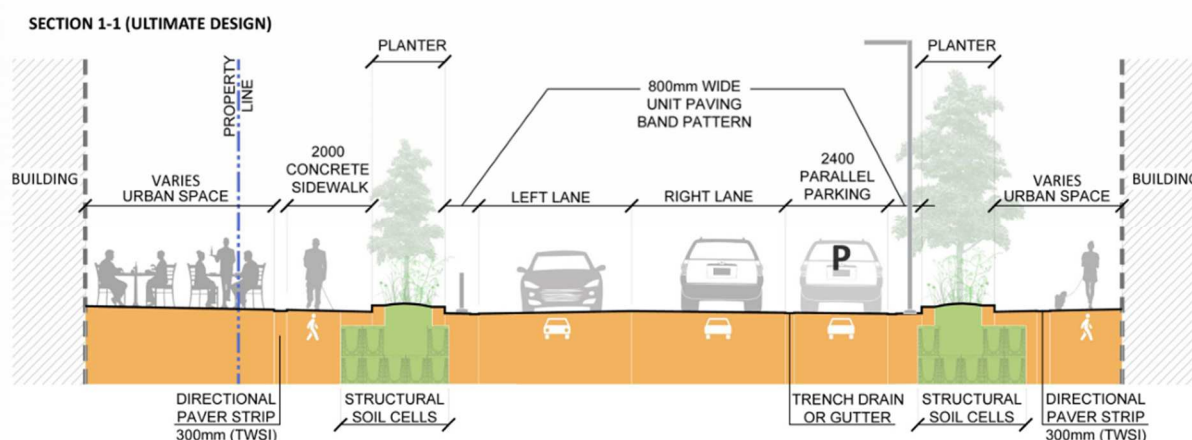 SECTION 1-1 (ULTIMATE DESIGN)
PLANTER
PLANTER
PROPERTY
LINE
800mm WIDE
UNIT PAVING
BAND PATTERN
2000
CONCRETE
SIDEWALK
2400
PARALLEL
PARKING
BUILDING
VARIES
URBAN SPACE
LEFT LANE
RIGHT LANE
VARIES
URBAN SPACE
BUILDING
P
DIRECTIONAL
PAVER STRIP
300mm (TWSI)
STRUCTURAL
SOIL CELLS
TRENCH DRAIN
OR GUTTER
STRUCTURAL
SOIL CELLS
DIRECTIONAL
PAVER STRIP
300mm (TWSI)